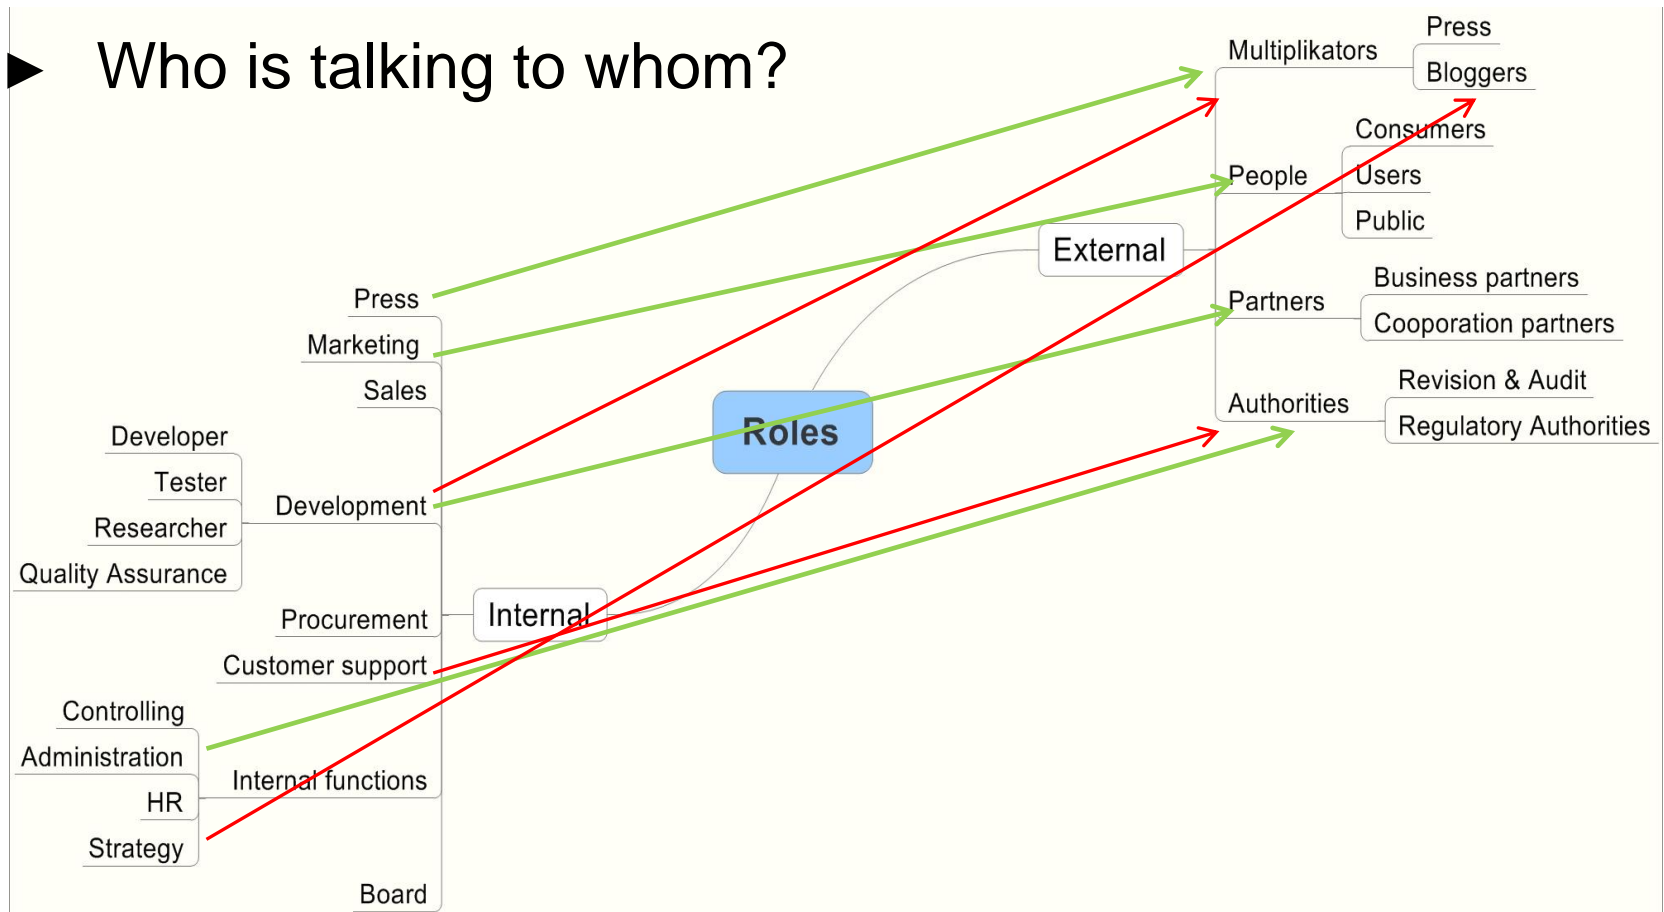 ► Who is talking to whom?
Roles
External
Multiplikators
Press
Bloggers
People
Consumers
Users
Public
Partners
Business partners
Cooporation partners
Authorities
Revision & Audit
Regulatory Authorities
Internal
Press
Marketing
Sales
Development
Developer
Tester
Researcher
Quality Assurance
Procurement
Customer support
Internal functions
Controlling
Administration
HR
Strategy
Board